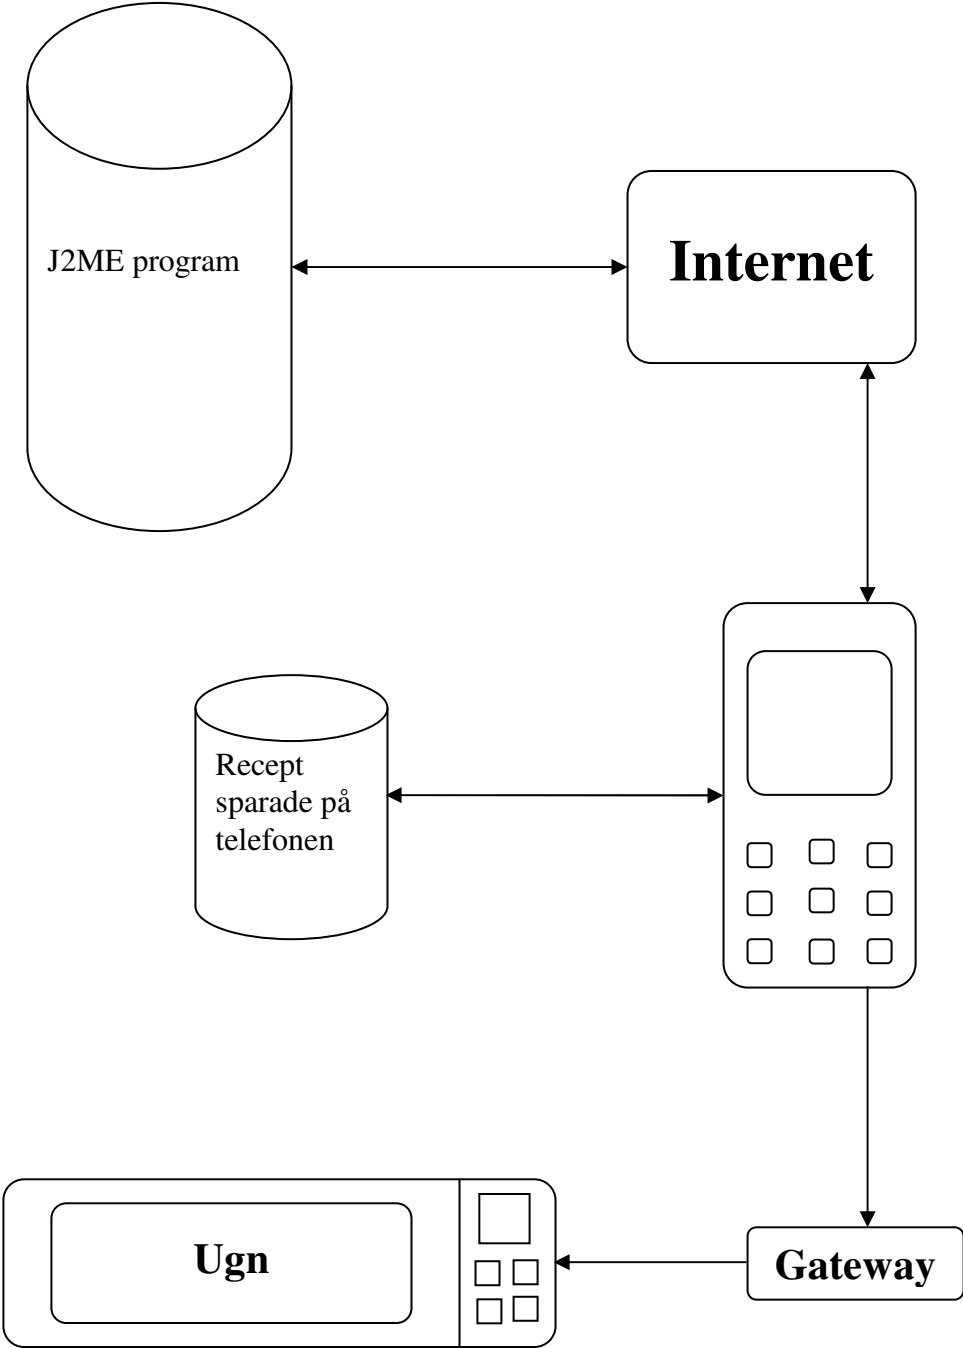 J2ME program
Internet
Recept
sparade på
telefonen
Ugn
Gateway